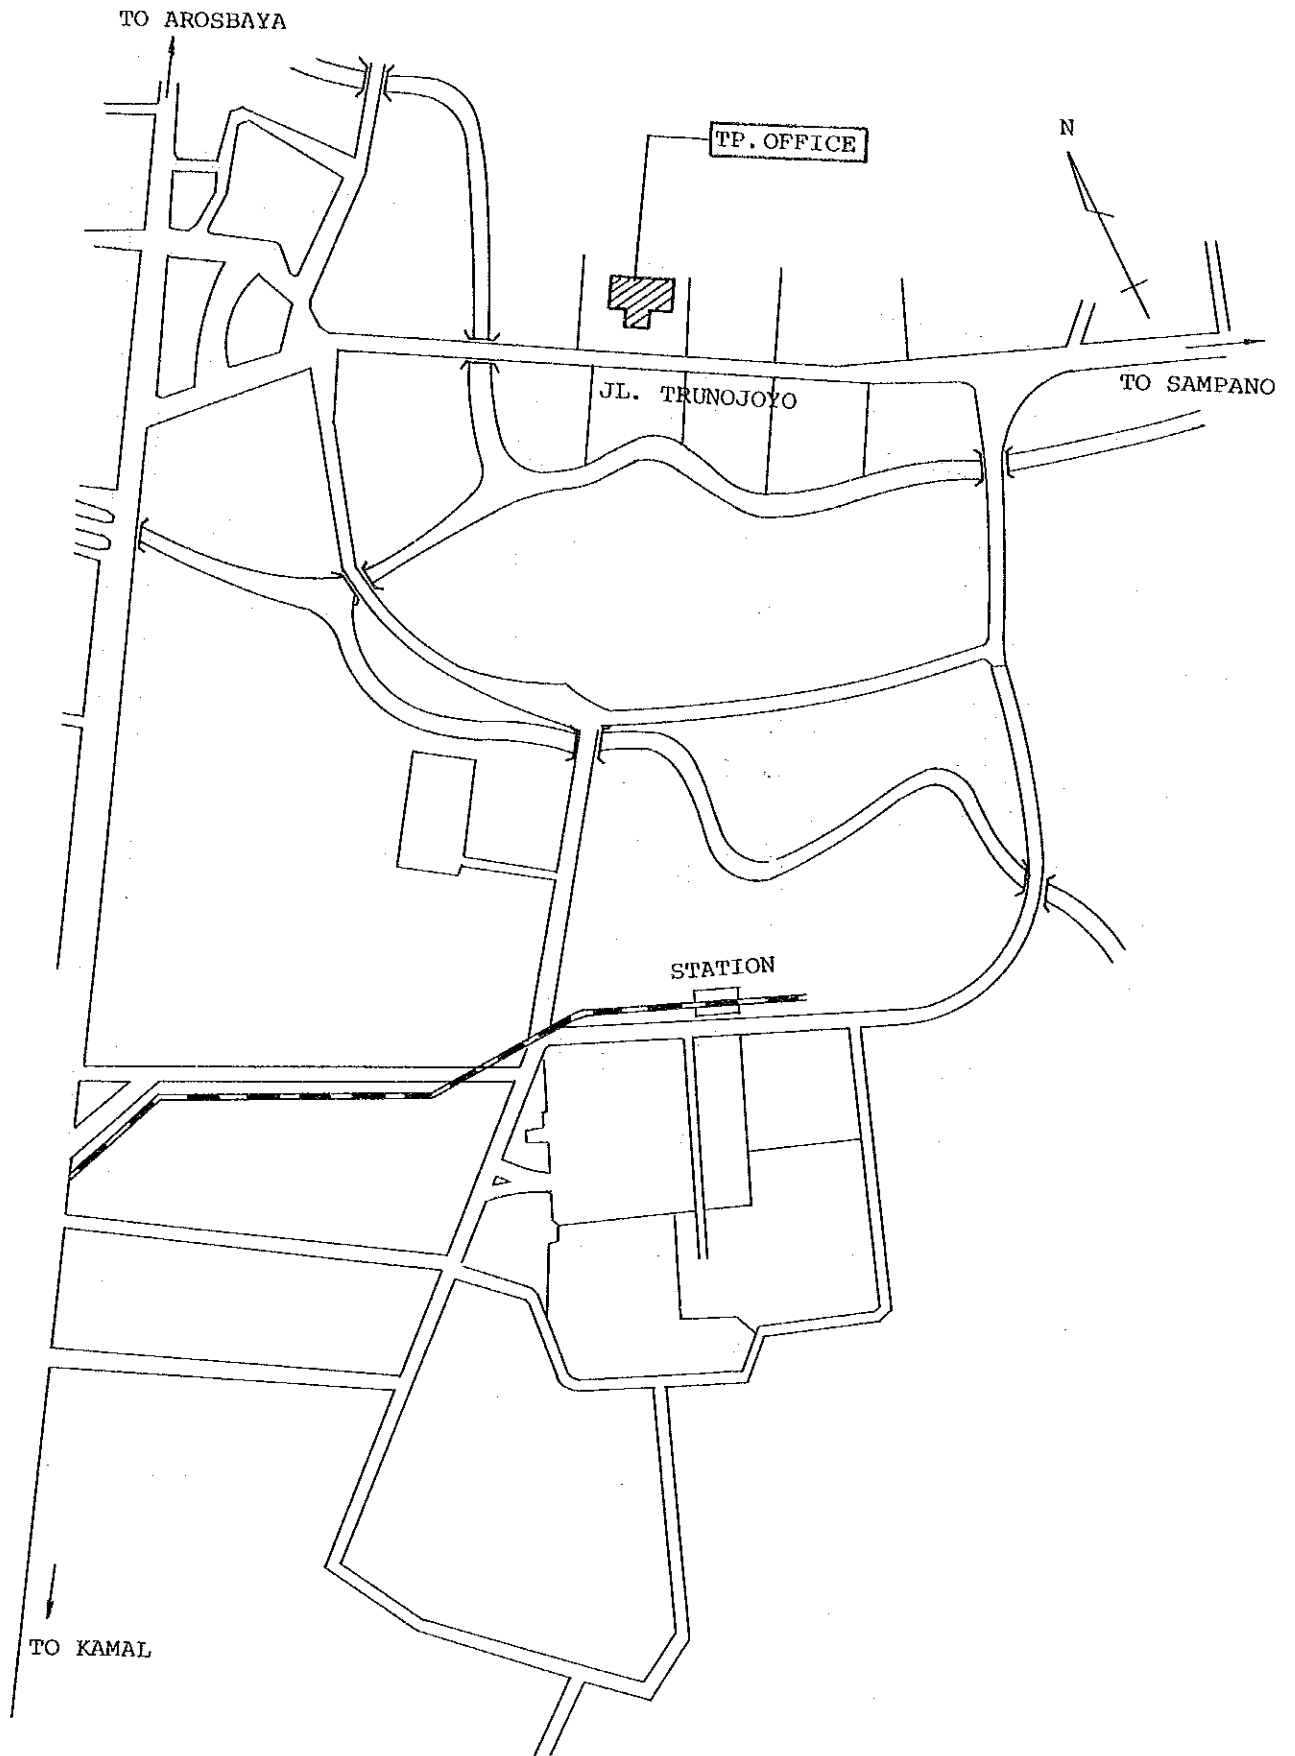 TO AROSBAYA
TP. OFFICE
N
JL. TRUNOJOYO
TO SAMPANO
STATION
TO KAMAL